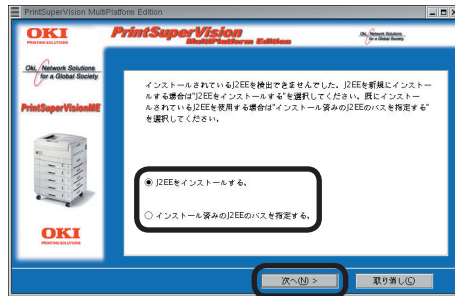 PrintSuperVision MultiPlatform Edition
OKI
PRINTING SOLUTIONS
PrintSuperVision
MultiPlatform Edition
Oki, Network Solutions
for a Global Society
Oki, Network Solutions
for a Global Society
PrintSuperVisionME
OKI
PRINTING SOLUTIONS
インストールされているJ2EEを検出できませんでした。J2EEを新規にインストー
ルする場合は"J2EEをインストールする"を選択してください。既にインストー
ルされているJ2EEを使用する場合は"インストール済みのJ2EEのパスを指定する"
を選択してください。
J2EEをインストールする。
インストール済みのJ2EEのパスを指定する。
次へ(N) >
取り消し(C)